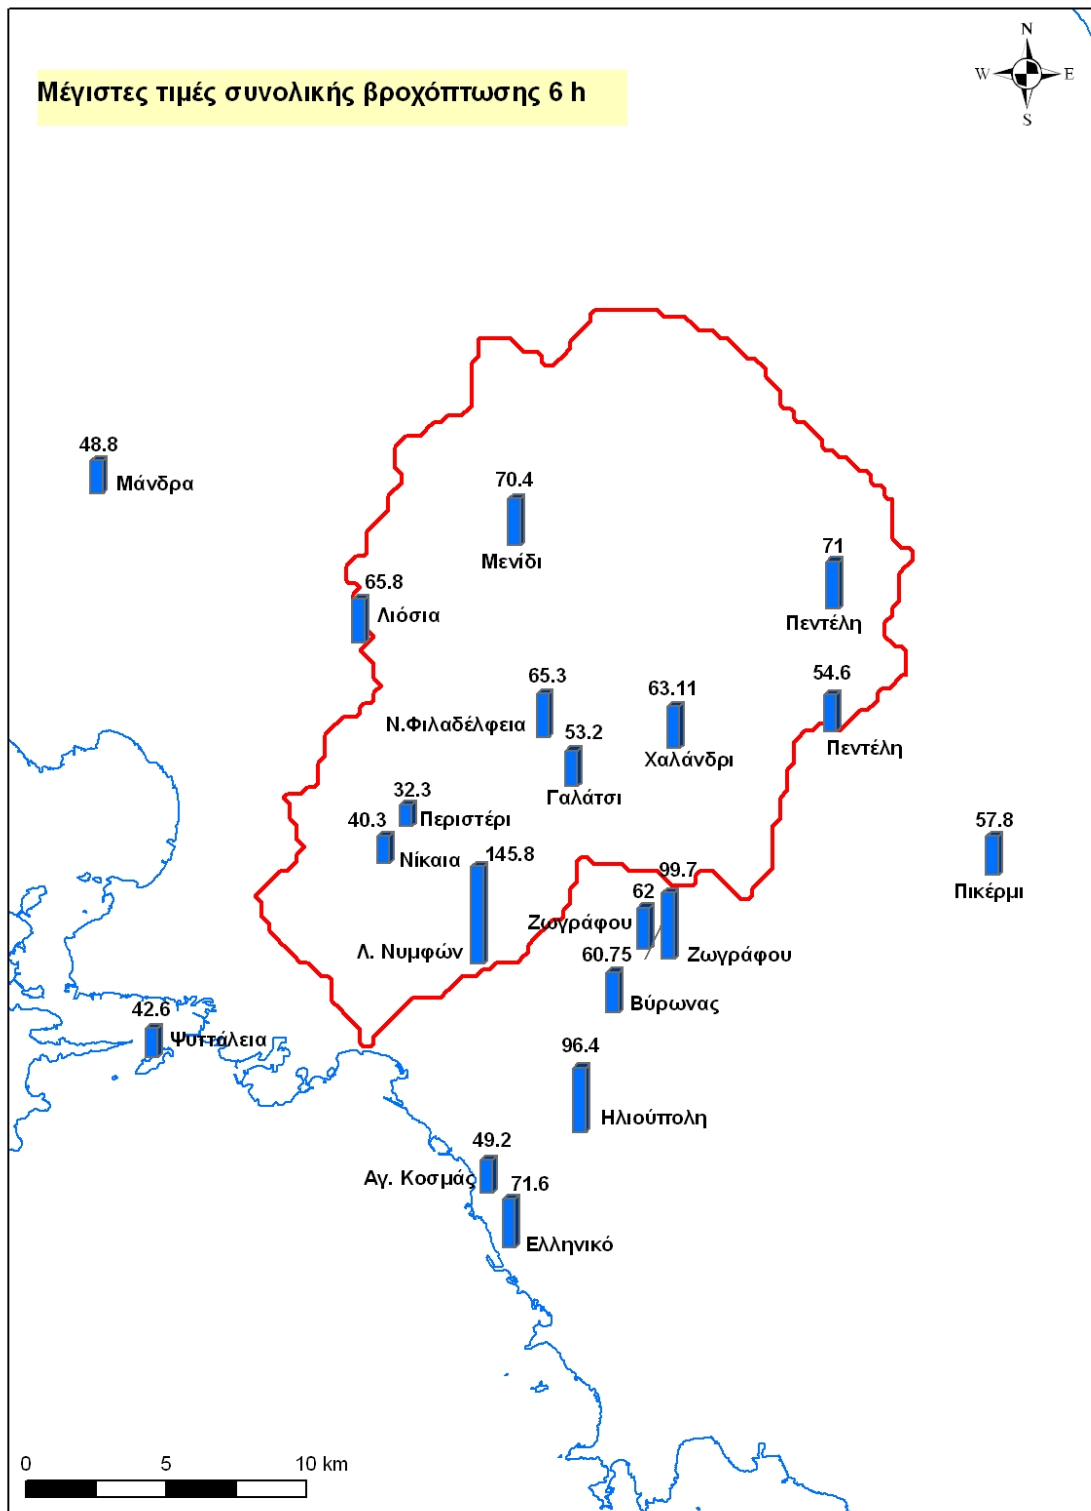 N
W E
S
Μέγιστες τιμές συνολικής βροχόπτωσης 6 h
48.8
Μάνδρα
70.4
Μενίδι
71
Πεντέλη
65.8
Λιόσια
65.3
Ν.Φιλαδέλφεια
63.11
Χαλάνδρι
54.6
Πεντέλη
53.2
Γαλάτσι
32.3
Περιστέρι
40.3
Νίκαια
145.8
Λ. Νυμφών
57.8
Πικέρμι
99.7
Ζωγράφου
62
Ζωγράφου
60.75
Βύρωνας
42.6
Ψυττάλεια
96.4
Ηλιούπολη
49.2
Αγ. Κοσμάς
71.6
Ελληνικό
0 5 10 km